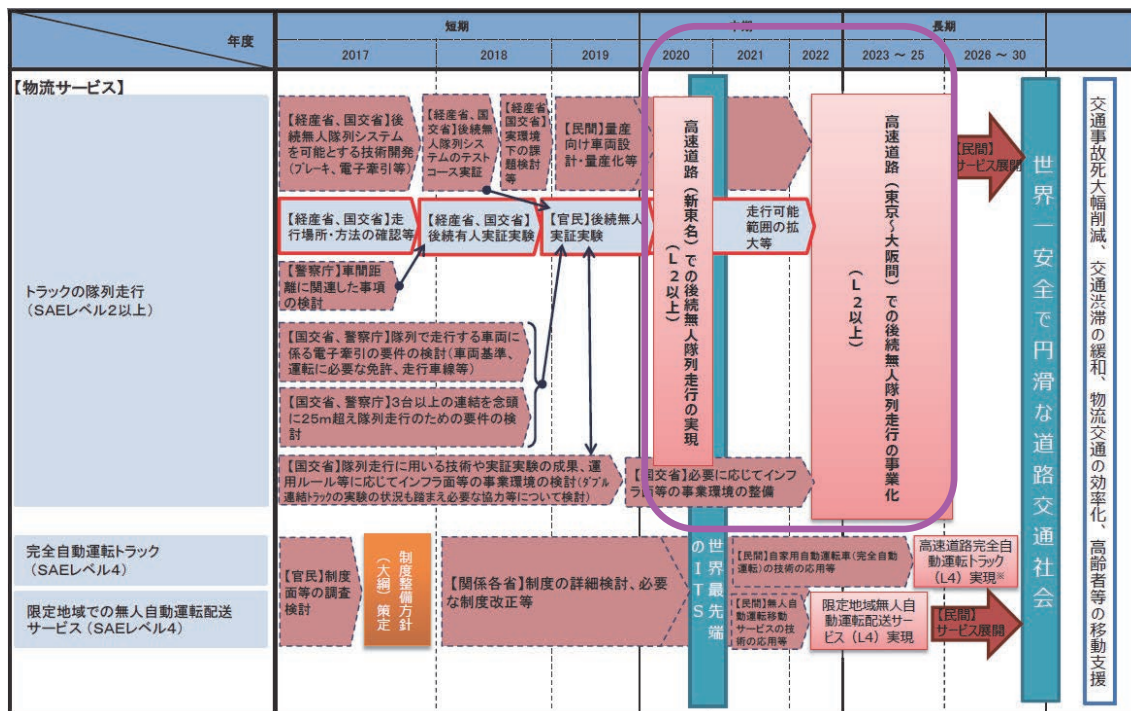 年度
短期
中期
長期
2017
2018
2019
2020
2021
2022
2023 ～ 25
2026 ～ 30
【物流サービス】
トラックの隊列走行
（SAEレベル2以上）
【経産省、国交省】後
続無人隊列システム
を可能とする技術開発
（ブレーキ、電子牽引等）
【経産省、国
交省】後続無
人隊列シス
テムのテスト
コース実証
【経産省、
国交省】
実環境
下の課
題検討
等
【民間】量産
向け車両設
計・量産化等
【経産省、国交省】走
行場所・方法の確認等
【経産省、国交省】
後続有人実証実験
【官民】後続無人
実証実験
走行可能
範囲の拡
大等
【警察庁】車間距
離に関連した事項
の検討
【国交省、警察庁】隊列で走行する車両に
係る電子牽引の要件の検討（車両基準、
運転に必要な免許、走行車線等）
【国交省、警察庁】3台以上の連結を念頭
に25m超え隊列走行のための要件の検
討
【国交省】隊列走行に用いる技術や実証実験の成果、運
用ルール等に応じてインフラ面等の事業環境の検討（ダブル
連結トラックの実験の状況も踏まえ必要な協力等について検討）
【国交省】必要に応じてインフ
ラ面等の事業環境の整備
高速道路（新東名）での後続無人隊列走行の実現
（Ｌ２以上）
高速道路（東京～大阪間）での後続無人隊列走行の事業化
（Ｌ２以上）
【民間】
サービス展開
完全自動運転トラック
（SAEレベル4）
限定地域での無人自動運転配送
サービス（SAEレベル4）
【官民】制度
面等の調査
検討
制度整備方針
（大綱）策定
【関係各省】制度の詳細検討、必要
な制度改正等
世界最先端
のＩＴＳ
【民間】自家用自動運転車（完全自動
運転）の技術の応用等
高速道路完全自
動運転トラック
（L4）実現※
【民間】無人自
動運転移動
サービスの技
術の応用等
限定地域無人自
動運転配送サー
ビス（L4）実現
【民間】
サービス展開
世界一安全で円滑な道路交通社会
交通事故死大幅削減、交通渋滞の緩和、物流交通の効率化、高齢者等の移動支援